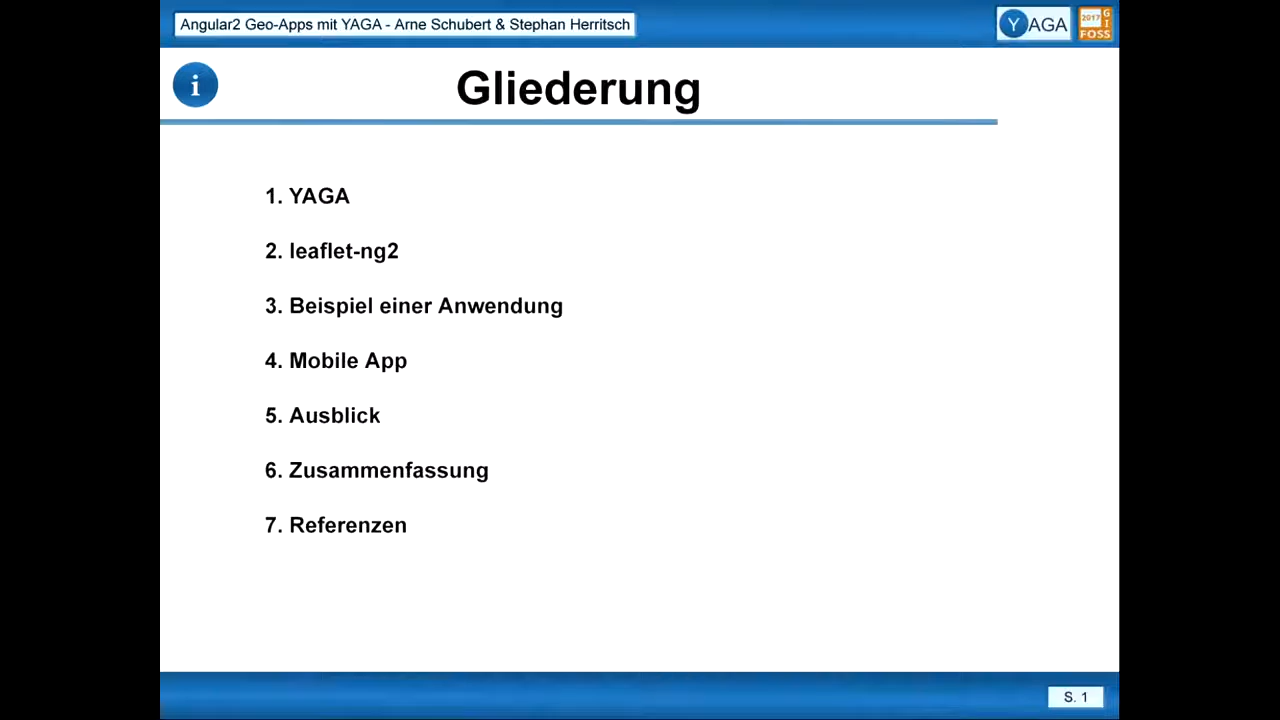 Angular2 Geo-Apps mit YAGA - Arne Schubert & Stephan Herritsch
YAGA
2017 GIFOSS
i
Gliederung
1. YAGA
2. leaflet-ng2
3. Beispiel einer Anwendung
4. Mobile App
5. Ausblick
6. Zusammenfassung
7. Referenzen
S. 1